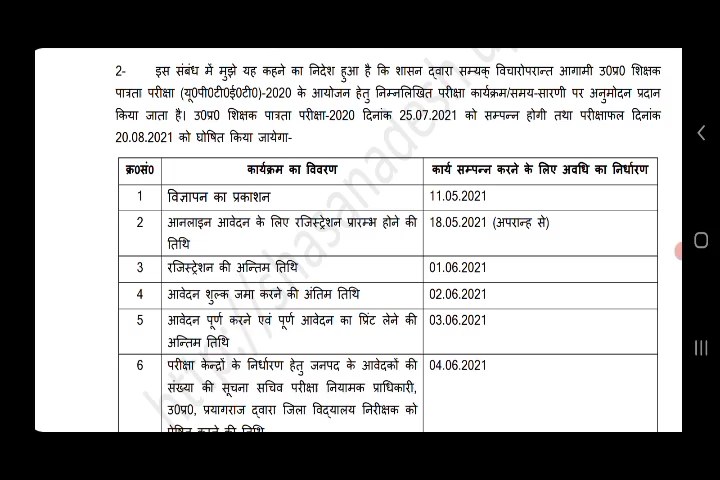 2- इस संबंध में मुझे यह कहने का निदेश हुआ है कि शासन द्वारा सम्यक् विचारोपरान्त आगामी उ0प्र0 शिक्षक
पात्रता परीक्षा (यू0पी0टी0ई0टी0)-2020 के आयोजन हेतु निम्नलिखित परीक्षा कार्यक्रम/समय-सारणी पर अनुमोदन प्रदान
किया जाता है। उ0प्र0 शिक्षक पात्रता परीक्षा-2020 दिनांक 25.07.2021 को सम्पन्न होगी तथा परीक्षाफल दिनांक
20.08.2021 को घोषित किया जायेगा-
क्र0सं0 कार्यक्रम का विवरण कार्य सम्पन्न करने के लिए अवधि का निर्धारण
1 विज्ञापन का प्रकाशन 11.05.2021
2 आनलाइन आवेदन के लिए रजिस्ट्रेशन प्रारम्भ होने की 18.05.2021 (अपरान्ह से)
तिथि
3 रजिस्ट्रेशन की अन्तिम तिथि 01.06.2021
4 आवेदन शुल्क जमा करने की अंतिम तिथि 02.06.2021
5 आवेदन पूर्ण करने एवं पूर्ण आवेदन का प्रिंट लेने की 03.06.2021
अन्तिम तिथि
6 परीक्षा केन्द्रों के निर्धारण हेतु जनपद के आवेदकों की 04.06.2021
संख्या की सूचना सचिव परीक्षा नियामक प्राधिकारी,
उ0प्र0, प्रयागराज द्वारा जिला विद्यालय निरीक्षक को
प्रेषित करने की तिथि